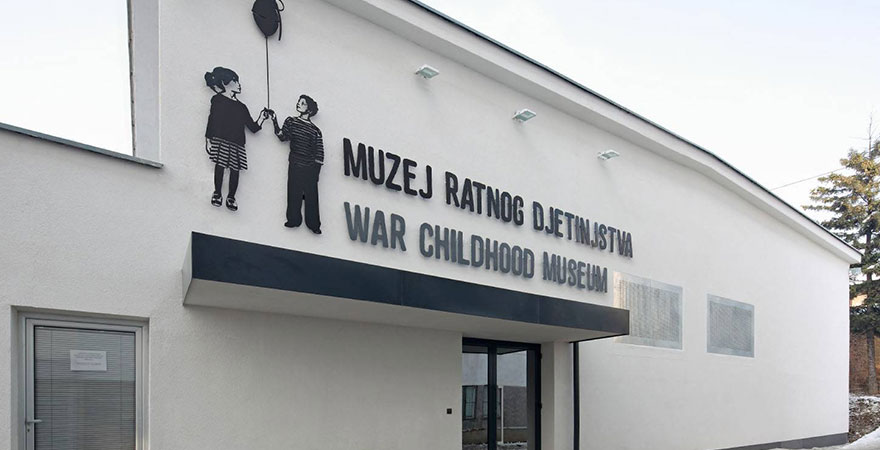 MUZEJ RATNOG DJETINJSTVA
WAR CHILDHOOD MUSEUM